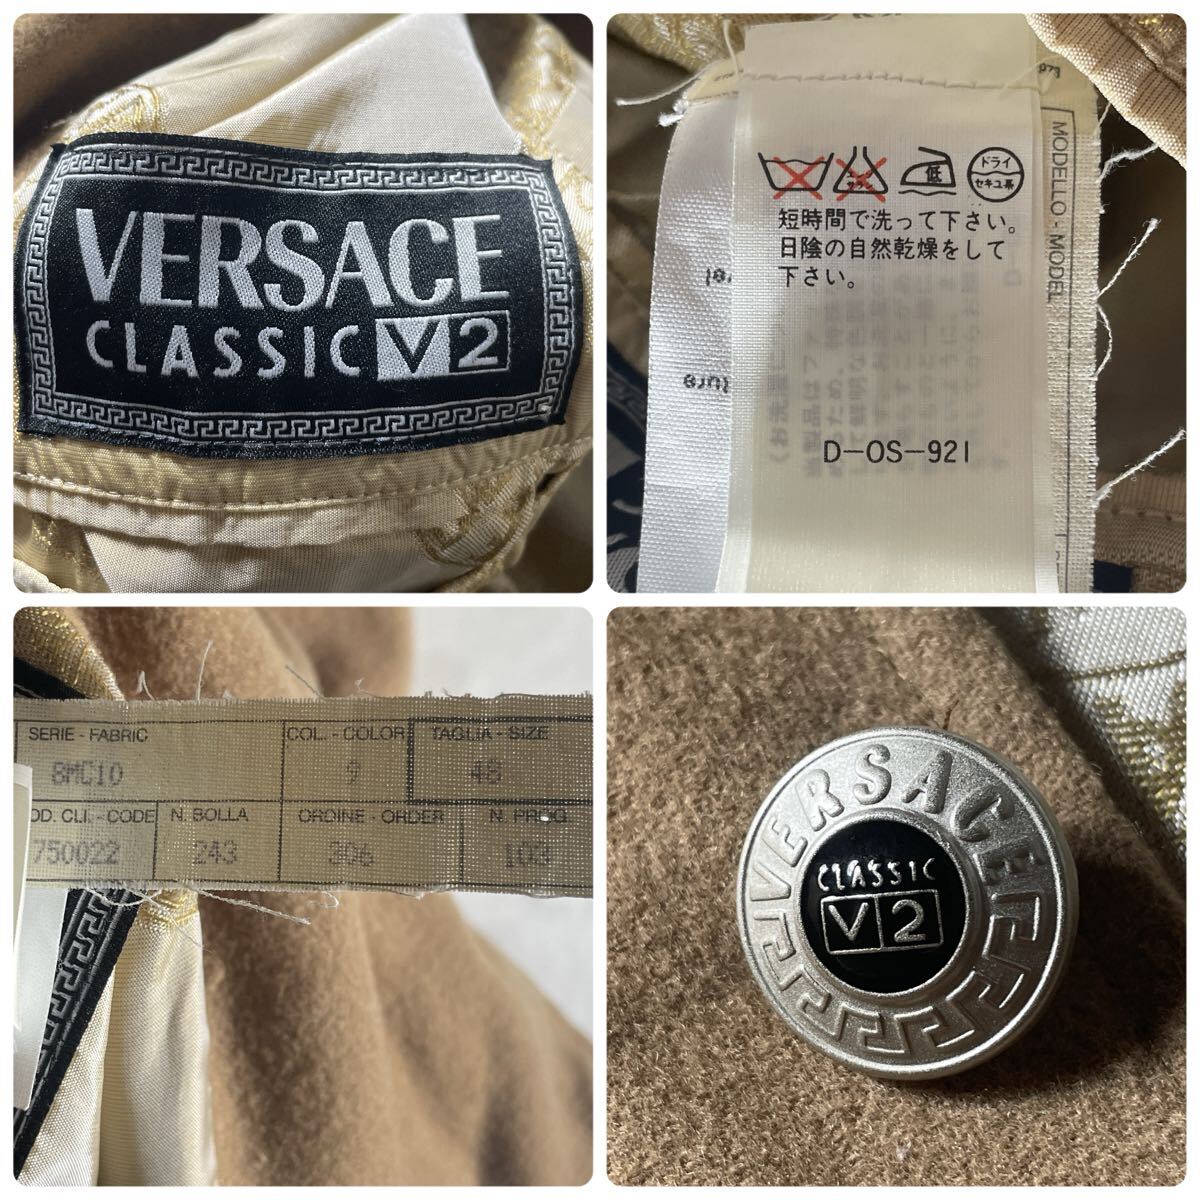 VERSACE
CLASSIC V2
973
MODELLO - MODEL
低
ドライ
セキユ系
短時間で洗って下さい。
日陰の自然乾燥をして
下さい。
D-OS-921
SERIE - FABRIC
COL. - COLOR
TAGLIA - SIZE
8MC10
9
48
OD. CLI. - CODE
N. BOLLA
ORDINE - ORDER
N. PROG
750022
243
306
103
VERSACE
CLASSIC
V2